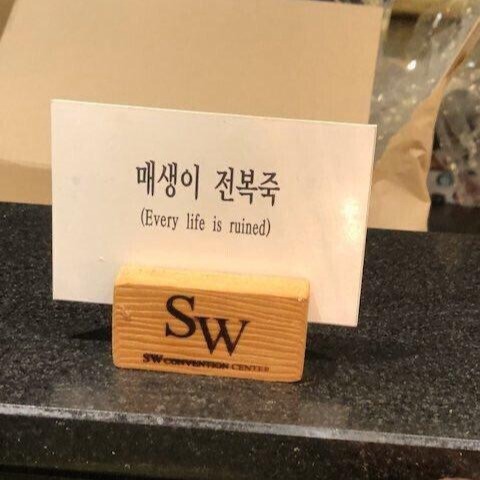 매생이 전복죽
(Every life is ruined)
SW
SW CONVENTION CENTER